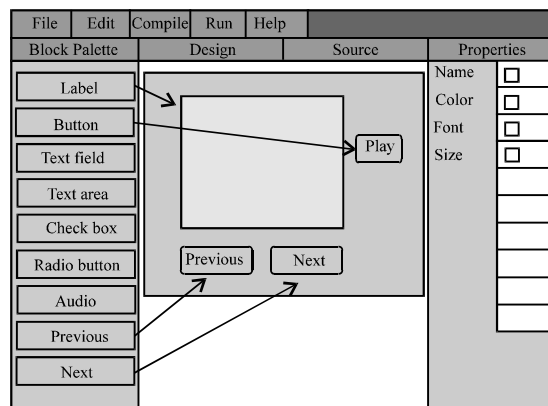 File Edit Compile Run Help
Block Palette Design Source Properties
Label
Button
Text field
Text area
Check box
Radio button
Audio
Previous
Next
Play
Previous Next
Name
Color
Font
Size